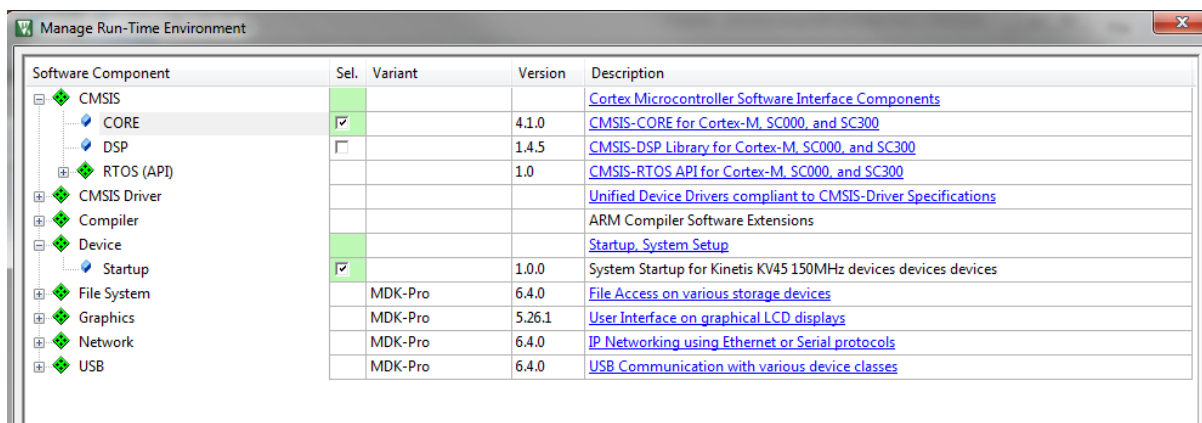 Manage Run-Time Environment
Software Component Sel. Variant Version Description
CMSIS Cortex Microcontroller Software Interface Components
CORE 4.1.0 CMSIS-CORE for Cortex-M, SC000, and SC300
DSP 1.4.5 CMSIS-DSP Library for Cortex-M, SC000, and SC300
RTOS (API) 1.0 CMSIS-RTOS API for Cortex-M, SC000, and SC300
CMSIS Driver Unified Device Drivers compliant to CMSIS-Driver Specifications
Compiler ARM Compiler Software Extensions
Device Startup, System Setup
Startup 1.0.0 System Startup for Kinetis KV45 150MHz devices devices devices
File System MDK-Pro 6.4.0 File Access on various storage devices
Graphics MDK-Pro 5.26.1 User Interface on graphical LCD displays
Network MDK-Pro 6.4.0 IP Networking using Ethernet or Serial protocols
USB MDK-Pro 6.4.0 USB Communication with various device classes